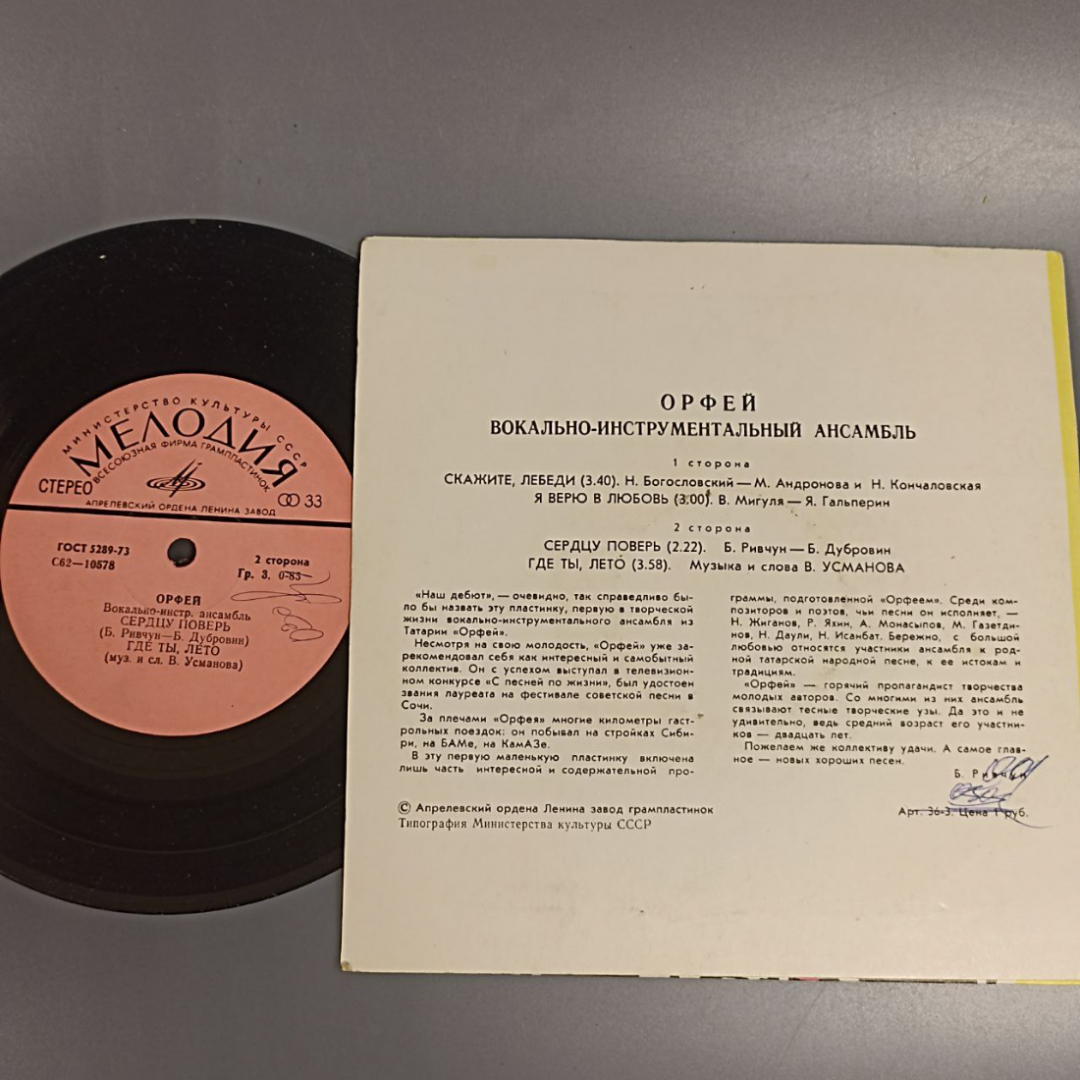 МИНИСТЕРСТВО КУЛЬТУРЫ СССР
МЕЛОДИЯ
ВСЕСОЮЗНАЯ ФИРМА ГРАМПЛАСТИНОК
СТЕРЕО
33
АПРЕЛЕВСКИЙ ОРДЕНА ЛЕНИНА ЗАВОД
ГОСТ 5289-73
С62—10578
2 сторона
Гр. 3. 0-83
ОРФЕЙ
Вокально-инстр. ансамбль
СЕРДЦУ ПОВЕРЬ
(Б. Ривчун—Б. Дубровин)
ГДЕ ТЫ, ЛЕТО
(муз. и сл. В. Усманова)
ОРФЕЙ
ВОКАЛЬНО-ИНСТРУМЕНТАЛЬНЫЙ АНСАМБЛЬ
1 сторона
СКАЖИТЕ, ЛЕБЕДИ (3.40). Н. Богословский — М. Андронова и Н. Кончаловская
Я ВЕРЮ В ЛЮБОВЬ (3.00). В. Мигуля — Я. Гальперин
2 сторона
СЕРДЦУ ПОВЕРЬ (2.22). Б. Ривчун — Б. Дубровин
ГДЕ ТЫ, ЛЕТО (3.58). Музыка и слова В. УСМАНОВА
«Наш дебют», — очевидно, так справедливо бы-
ло бы назвать эту пластинку, первую в творческой
жизни вокально-инструментального ансамбля из
Татарии «Орфей».
Несмотря на свою молодость, «Орфей» уже за-
рекомендовал себя как интересный и самобытный
коллектив. Он с успехом выступал в телевизион-
ном конкурсе «С песней по жизни», был удостоен
звания лауреата на фестивале советской песни в
Сочи.
За плечами «Орфея» многие километры гаст-
рольных поездок: он побывал на стройках Сиби-
ри, на БАМе, на КамАЗе.
В эту первую маленькую пластинку включена
лишь часть интересной и содержательной про-
граммы, подготовленной «Орфеем». Среди ком-
позиторов и поэтов, чьи песни он исполняет, —
Н. Жиганов, Р. Яхин, А. Монасыпов, М. Газетди-
нов, Н. Даули, Н. Исанбат. Бережно, с большой
любовью относятся участники ансамбля к род-
ной татарской народной песне, к ее истокам и
традициям.
«Орфей» — горячий пропагандист творчества
молодых авторов. Со многими из них ансамбль
связывают тесные творческие узы. Да это и не
удивительно, ведь средний возраст его участни-
ков — двадцать лет.
Пожелаем же коллективу удачи. А самое глав-
ное — новых хороших песен.
Б. Ривчун
© Апрелевский ордена Ленина завод грампластинок
Типография Министерства культуры СССР
Арт. 36-3. Цена 1 руб.